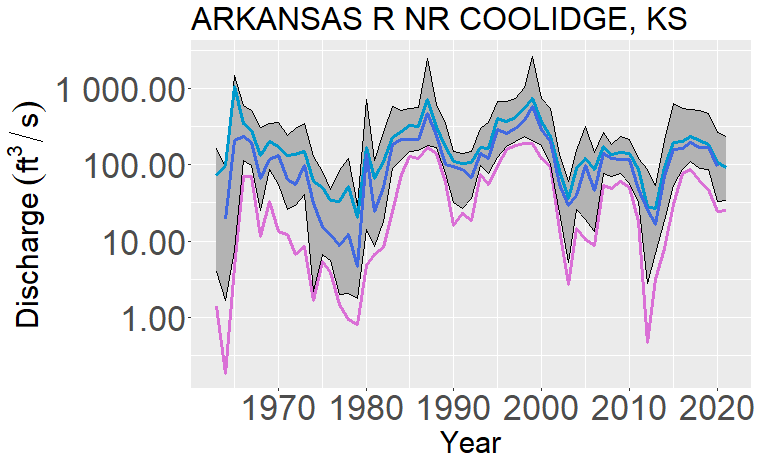 ARKANSAS R NR COOLIDGE, KS
Discharge (ft³/s)
1 000.00
100.00
10.00
1.00
1970 1980 1990 2000 2010 2020
Year